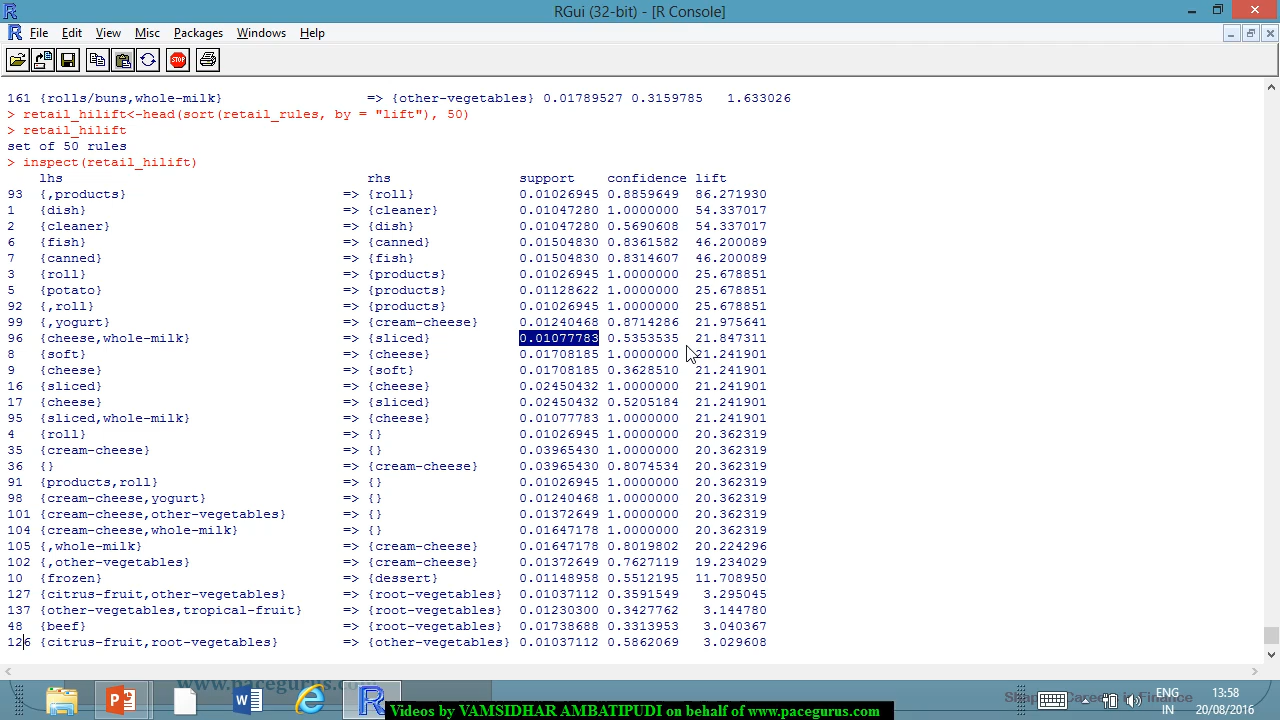 RGui (32-bit) - [R Console]
File Edit View Misc Packages Windows Help
STOP
161 {rolls/buns,whole-milk} => {other-vegetables} 0.01789527 0.3159785 1.633026
> retail_hilift<-head(sort(retail_rules, by = "lift"), 50)
> retail_hilift
set of 50 rules
> inspect(retail_hilift)
lhs rhs support confidence lift
93 {,products} => {roll} 0.01026945 0.8859649 86.271930
1 {dish} => {cleaner} 0.01047280 1.0000000 54.337017
2 {cleaner} => {dish} 0.01047280 0.5690608 54.337017
6 {fish} => {canned} 0.01504830 0.8361582 46.200089
7 {canned} => {fish} 0.01504830 0.8314607 46.200089
3 {roll} => {products} 0.01026945 1.0000000 25.678851
5 {potato} => {products} 0.01128622 1.0000000 25.678851
92 {,roll} => {products} 0.01026945 1.0000000 25.678851
99 {,yogurt} => {cream-cheese} 0.01240468 0.8714286 21.975641
96 {cheese,whole-milk} => {sliced} 0.01077783 0.5353535 21.847311
8 {soft} => {cheese} 0.01708185 1.0000000 21.241901
9 {cheese} => {soft} 0.01708185 0.3628510 21.241901
16 {sliced} => {cheese} 0.02450432 1.0000000 21.241901
17 {cheese} => {sliced} 0.02450432 0.5205184 21.241901
95 {sliced,whole-milk} => {cheese} 0.01077783 1.0000000 21.241901
4 {roll} => {} 0.01026945 1.0000000 20.362319
35 {cream-cheese} => {} 0.03965430 1.0000000 20.362319
36 {} => {cream-cheese} 0.03965430 0.8074534 20.362319
91 {products,roll} => {} 0.01026945 1.0000000 20.362319
98 {cream-cheese,yogurt} => {} 0.01240468 1.0000000 20.362319
101 {cream-cheese,other-vegetables} => {} 0.01372649 1.0000000 20.362319
104 {cream-cheese,whole-milk} => {} 0.01647178 1.0000000 20.362319
105 {,whole-milk} => {cream-cheese} 0.01647178 0.8019802 20.224296
102 {,other-vegetables} => {cream-cheese} 0.01372649 0.7627119 19.234029
10 {frozen} => {dessert} 0.01148958 0.5512195 11.708950
127 {citrus-fruit,other-vegetables} => {root-vegetables} 0.01037112 0.3591549 3.295045
137 {other-vegetables,tropical-fruit} => {root-vegetables} 0.01230300 0.3427762 3.144780
48 {beef} => {root-vegetables} 0.01738688 0.3313953 3.040367
126 {citrus-fruit,root-vegetables} => {other-vegetables} 0.01037112 0.5862069 3.029608
www.pacegurus.com
Career in Finance
ENG 13:58
IN 20/08/2016
Videos by VAMSIDHAR AMBATIPUDI on behalf of www.pacegurus.com